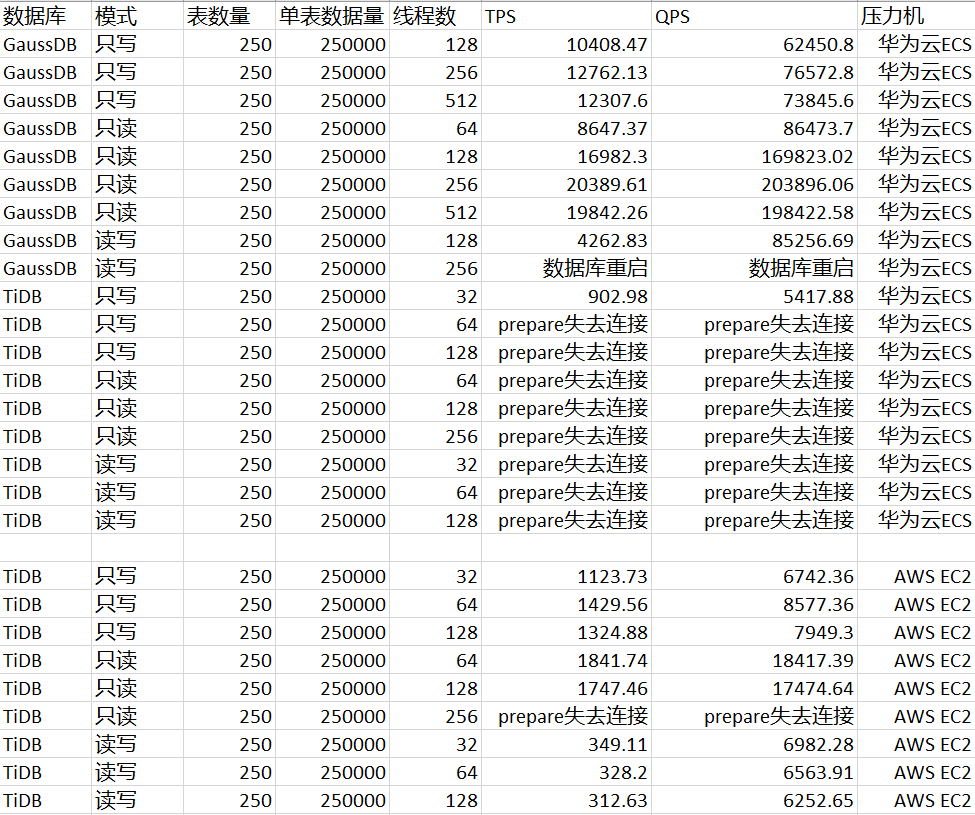 数据库 模式 表数量 单表数据量 线程数 TPS QPS 压力机
GaussDB 只写 250 250000 128 10408.47 62450.8 华为云ECS
GaussDB 只写 250 250000 256 12762.13 76572.8 华为云ECS
GaussDB 只写 250 250000 512 12307.6 73845.6 华为云ECS
GaussDB 只读 250 250000 64 8647.37 86473.7 华为云ECS
GaussDB 只读 250 250000 128 16982.3 169823.02 华为云ECS
GaussDB 只读 250 250000 256 20389.61 203896.06 华为云ECS
GaussDB 只读 250 250000 512 19842.26 198422.58 华为云ECS
GaussDB 读写 250 250000 128 4262.83 85256.69 华为云ECS
GaussDB 读写 250 250000 256 数据库重启 数据库重启 华为云ECS
TiDB 只写 250 250000 32 902.98 5417.88 华为云ECS
TiDB 只写 250 250000 64 prepare失去连接 prepare失去连接 华为云ECS
TiDB 只写 250 250000 128 prepare失去连接 prepare失去连接 华为云ECS
TiDB 只读 250 250000 64 prepare失去连接 prepare失去连接 华为云ECS
TiDB 只读 250 250000 128 prepare失去连接 prepare失去连接 华为云ECS
TiDB 只读 250 250000 256 prepare失去连接 prepare失去连接 华为云ECS
TiDB 读写 250 250000 32 prepare失去连接 prepare失去连接 华为云ECS
TiDB 读写 250 250000 64 prepare失去连接 prepare失去连接 华为云ECS
TiDB 读写 250 250000 128 prepare失去连接 prepare失去连接 华为云ECS
TiDB 只写 250 250000 32 1123.73 6742.36 AWS EC2
TiDB 只写 250 250000 64 1429.56 8577.36 AWS EC2
TiDB 只写 250 250000 128 1324.88 7949.3 AWS EC2
TiDB 只读 250 250000 64 1841.74 18417.39 AWS EC2
TiDB 只读 250 250000 128 1747.46 17474.64 AWS EC2
TiDB 只读 250 250000 256 prepare失去连接 prepare失去连接 AWS EC2
TiDB 读写 250 250000 32 349.11 6982.28 AWS EC2
TiDB 读写 250 250000 64 328.2 6563.91 AWS EC2
TiDB 读写 250 250000 128 312.63 6252.65 AWS EC2